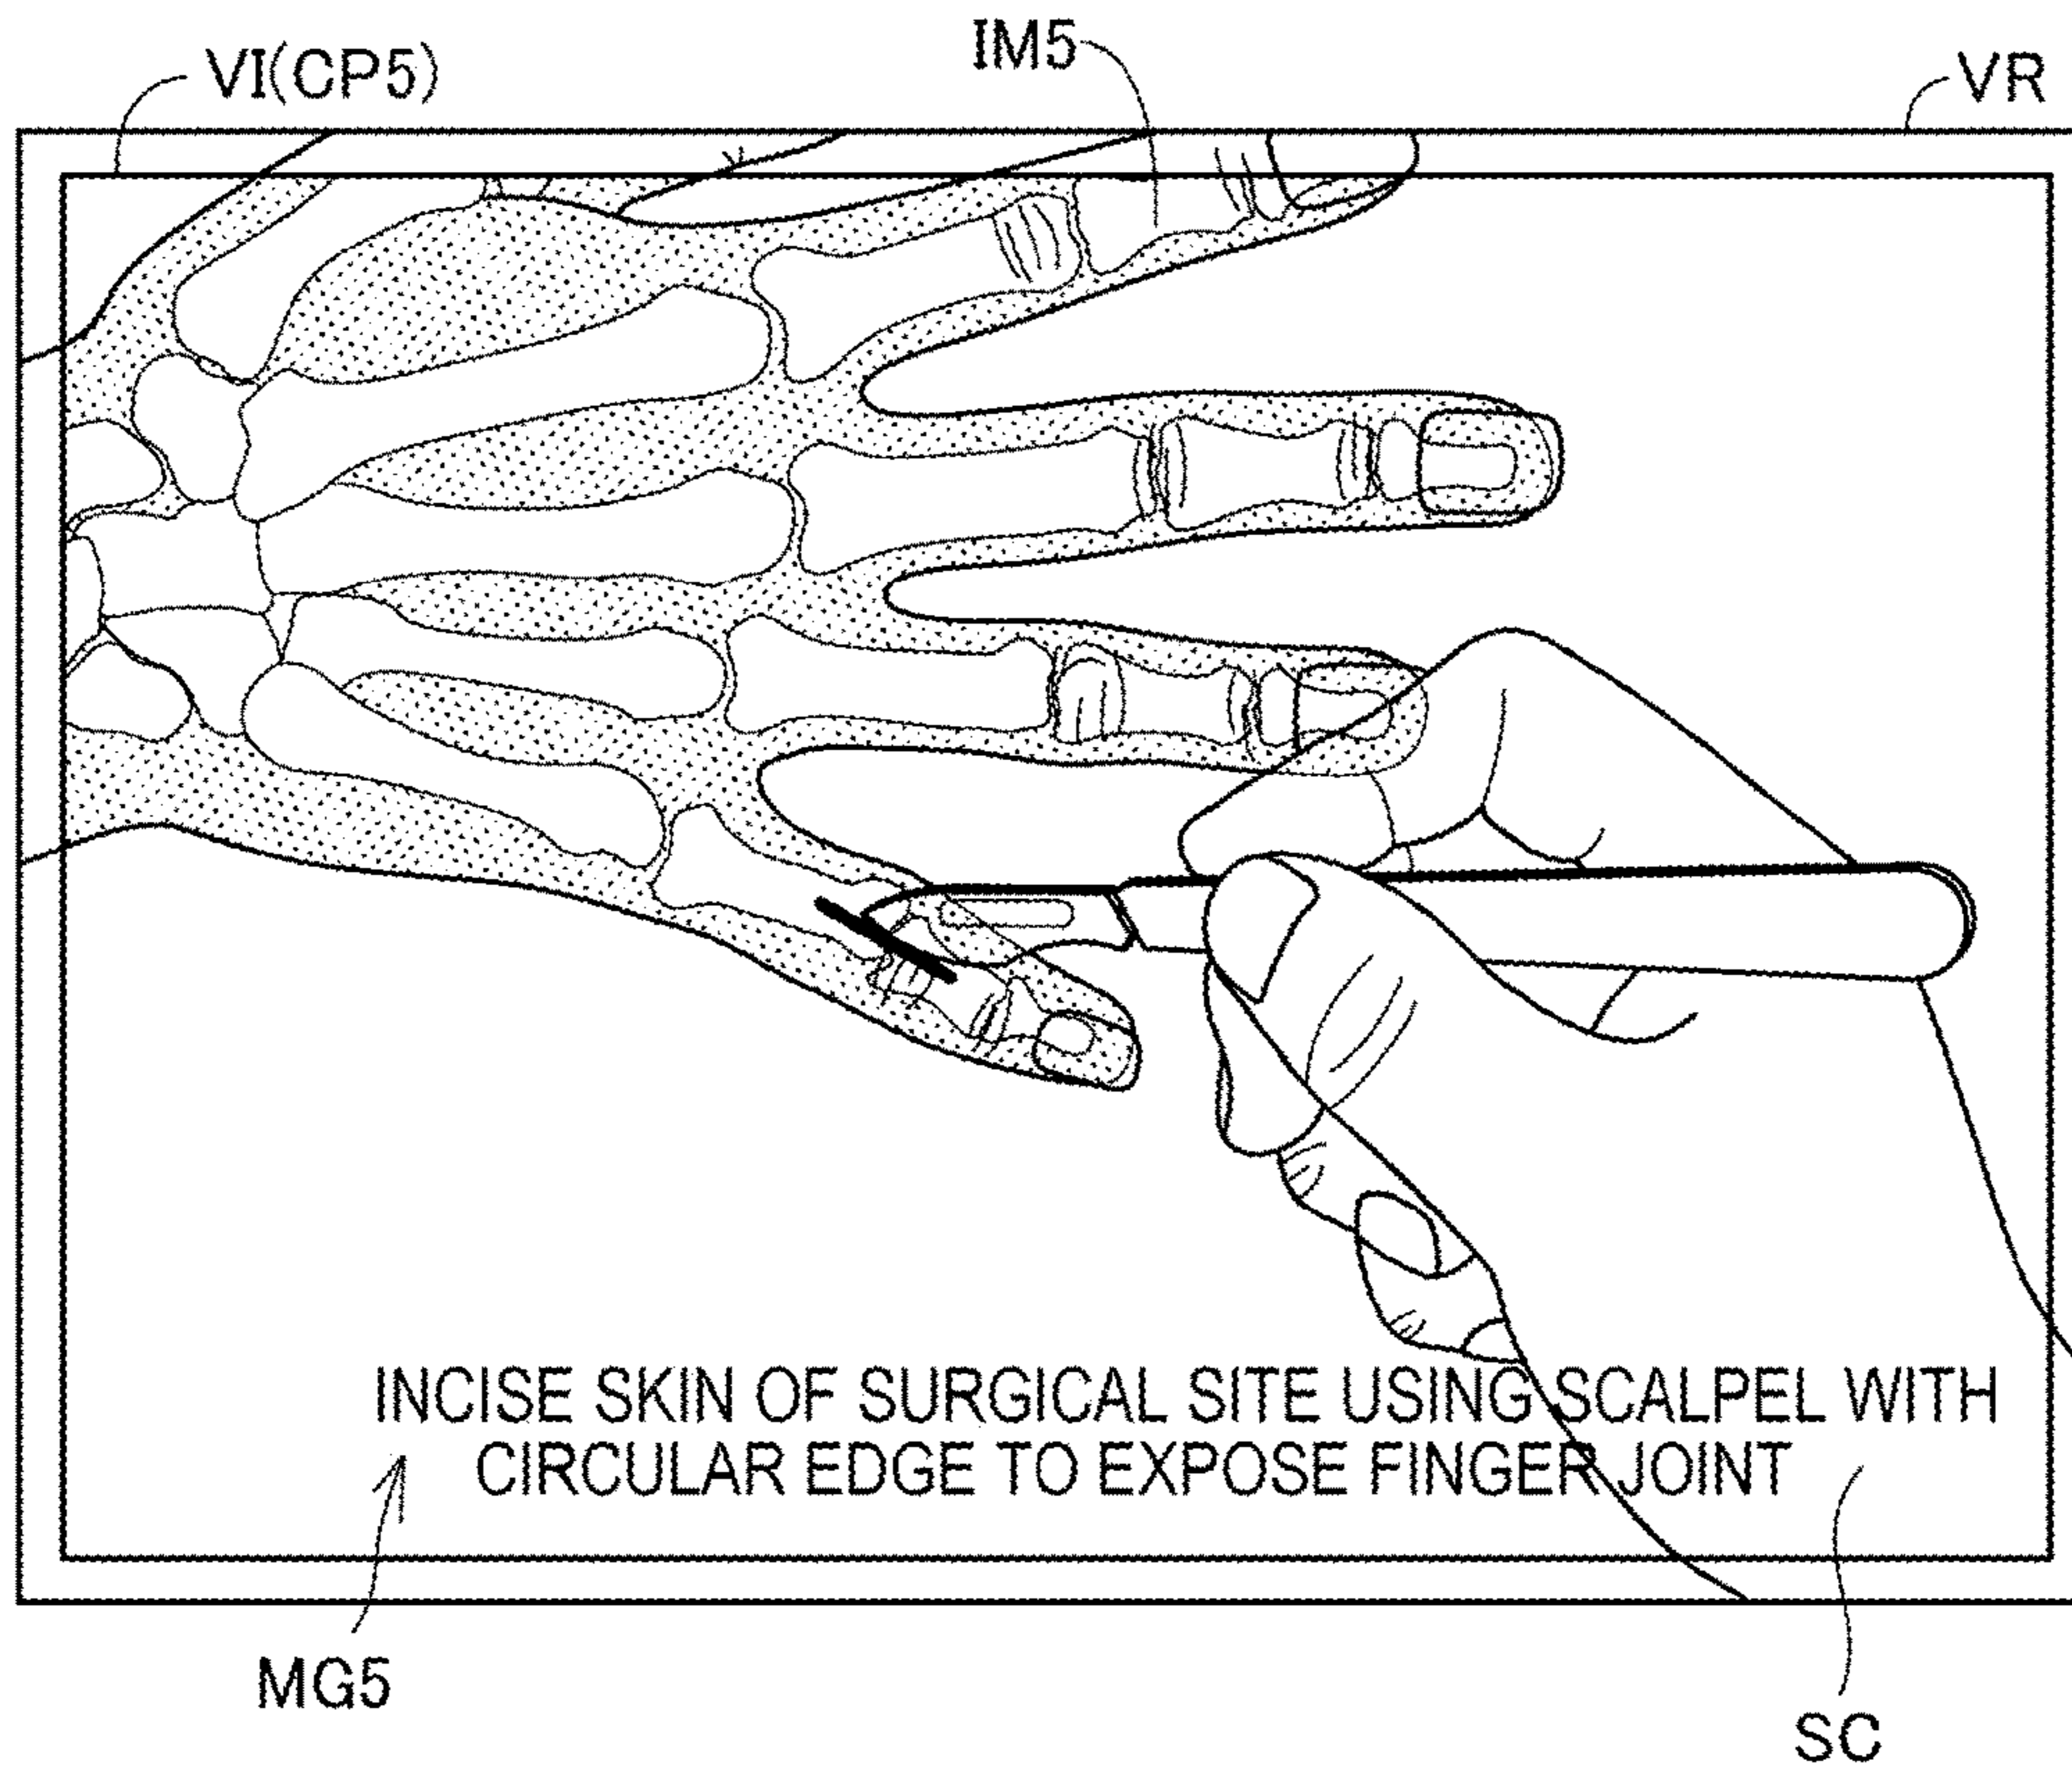 VI(CP5)
IM5
VR
INCISE SKIN OF SURGICAL SITE USING SCALPEL WITH
CIRCULAR EDGE TO EXPOSE FINGER JOINT
MG5
SC